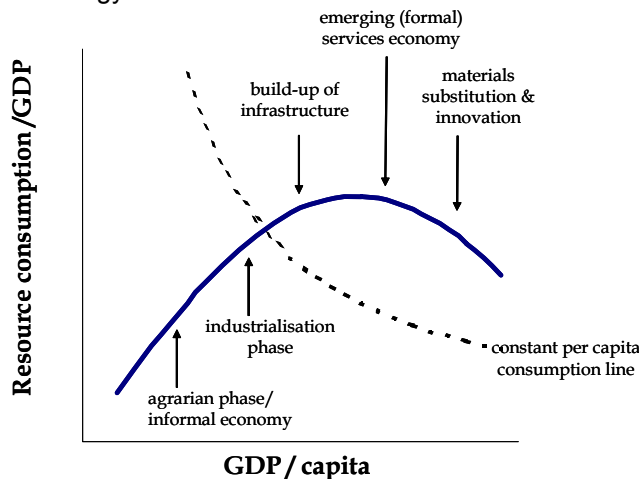 emerging (formal)
services economy
materials
substitution &
innovation
build-up of
infrastructure
Resource consumption/GDP
industrialisation
phase
constant per capita
consumption line
agrarian phase/
informal economy
GDP / capita